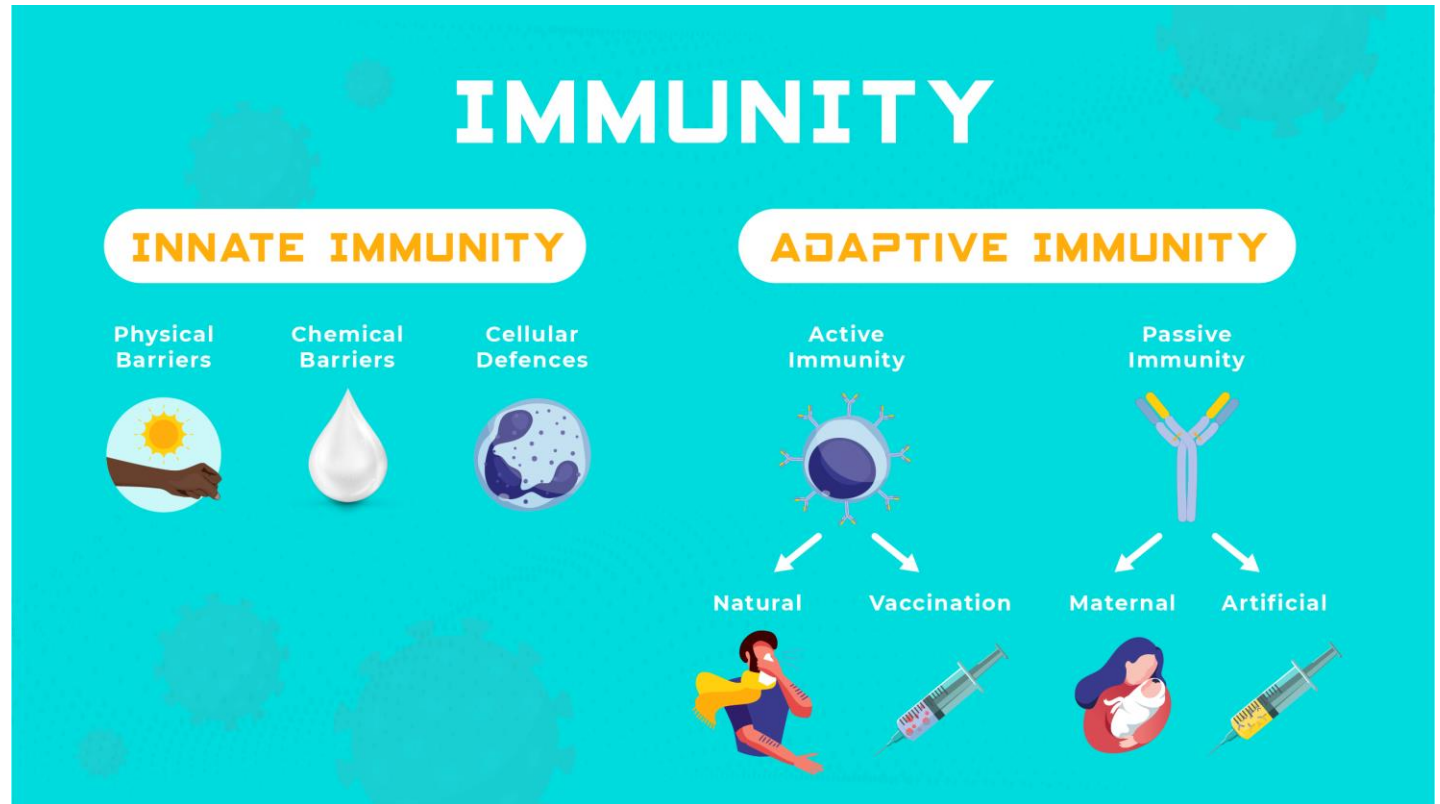 IMMUNITY
INNATE IMMUNITY
Physical
Barriers
Chemical
Barriers
Cellular
Defences
ADAPTIVE IMMUNITY
Active
Immunity
Passive
Immunity
Natural
Vaccination
Maternal
Artificial